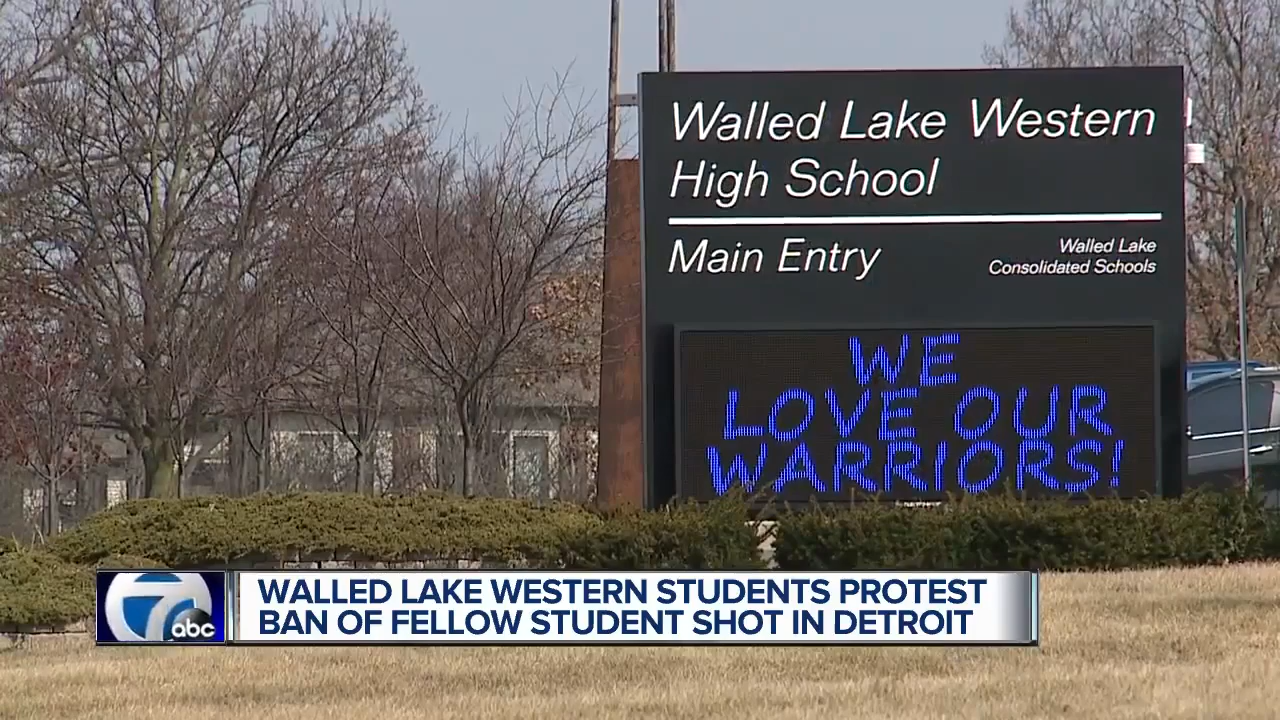 Walled Lake Western
High School
Main Entry
Walled Lake
Consolidated Schools
WE
LOVE OUR
WARRIORS!
7 abc
WALLED LAKE WESTERN STUDENTS PROTEST
BAN OF FELLOW STUDENT SHOT IN DETROIT